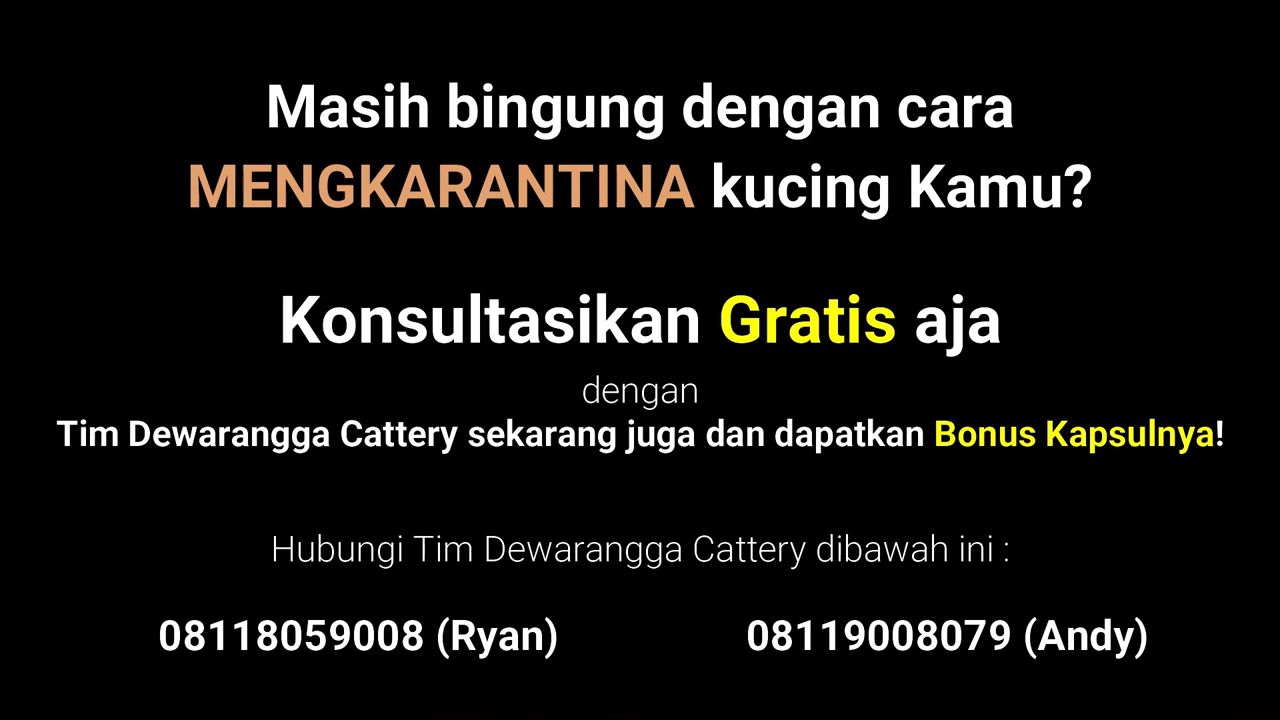 Masih bingung dengan cara
MENGKARANTINA kucing Kamu?
Konsultasikan Gratis aja
dengan
Tim Dewarangga Cattery sekarang juga dan dapatkan Bonus Kapsulnya!
Hubungi Tim Dewarangga Cattery dibawah ini :
08118059008 (Ryan) 08119008079 (Andy)